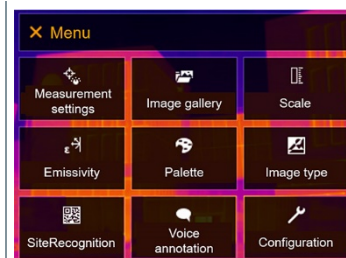 Menu
Measurement
settings
Image gallery
Scale
ε
Emissivity
Palette
Image type
SiteRecognition
Voice
annotation
Configuration